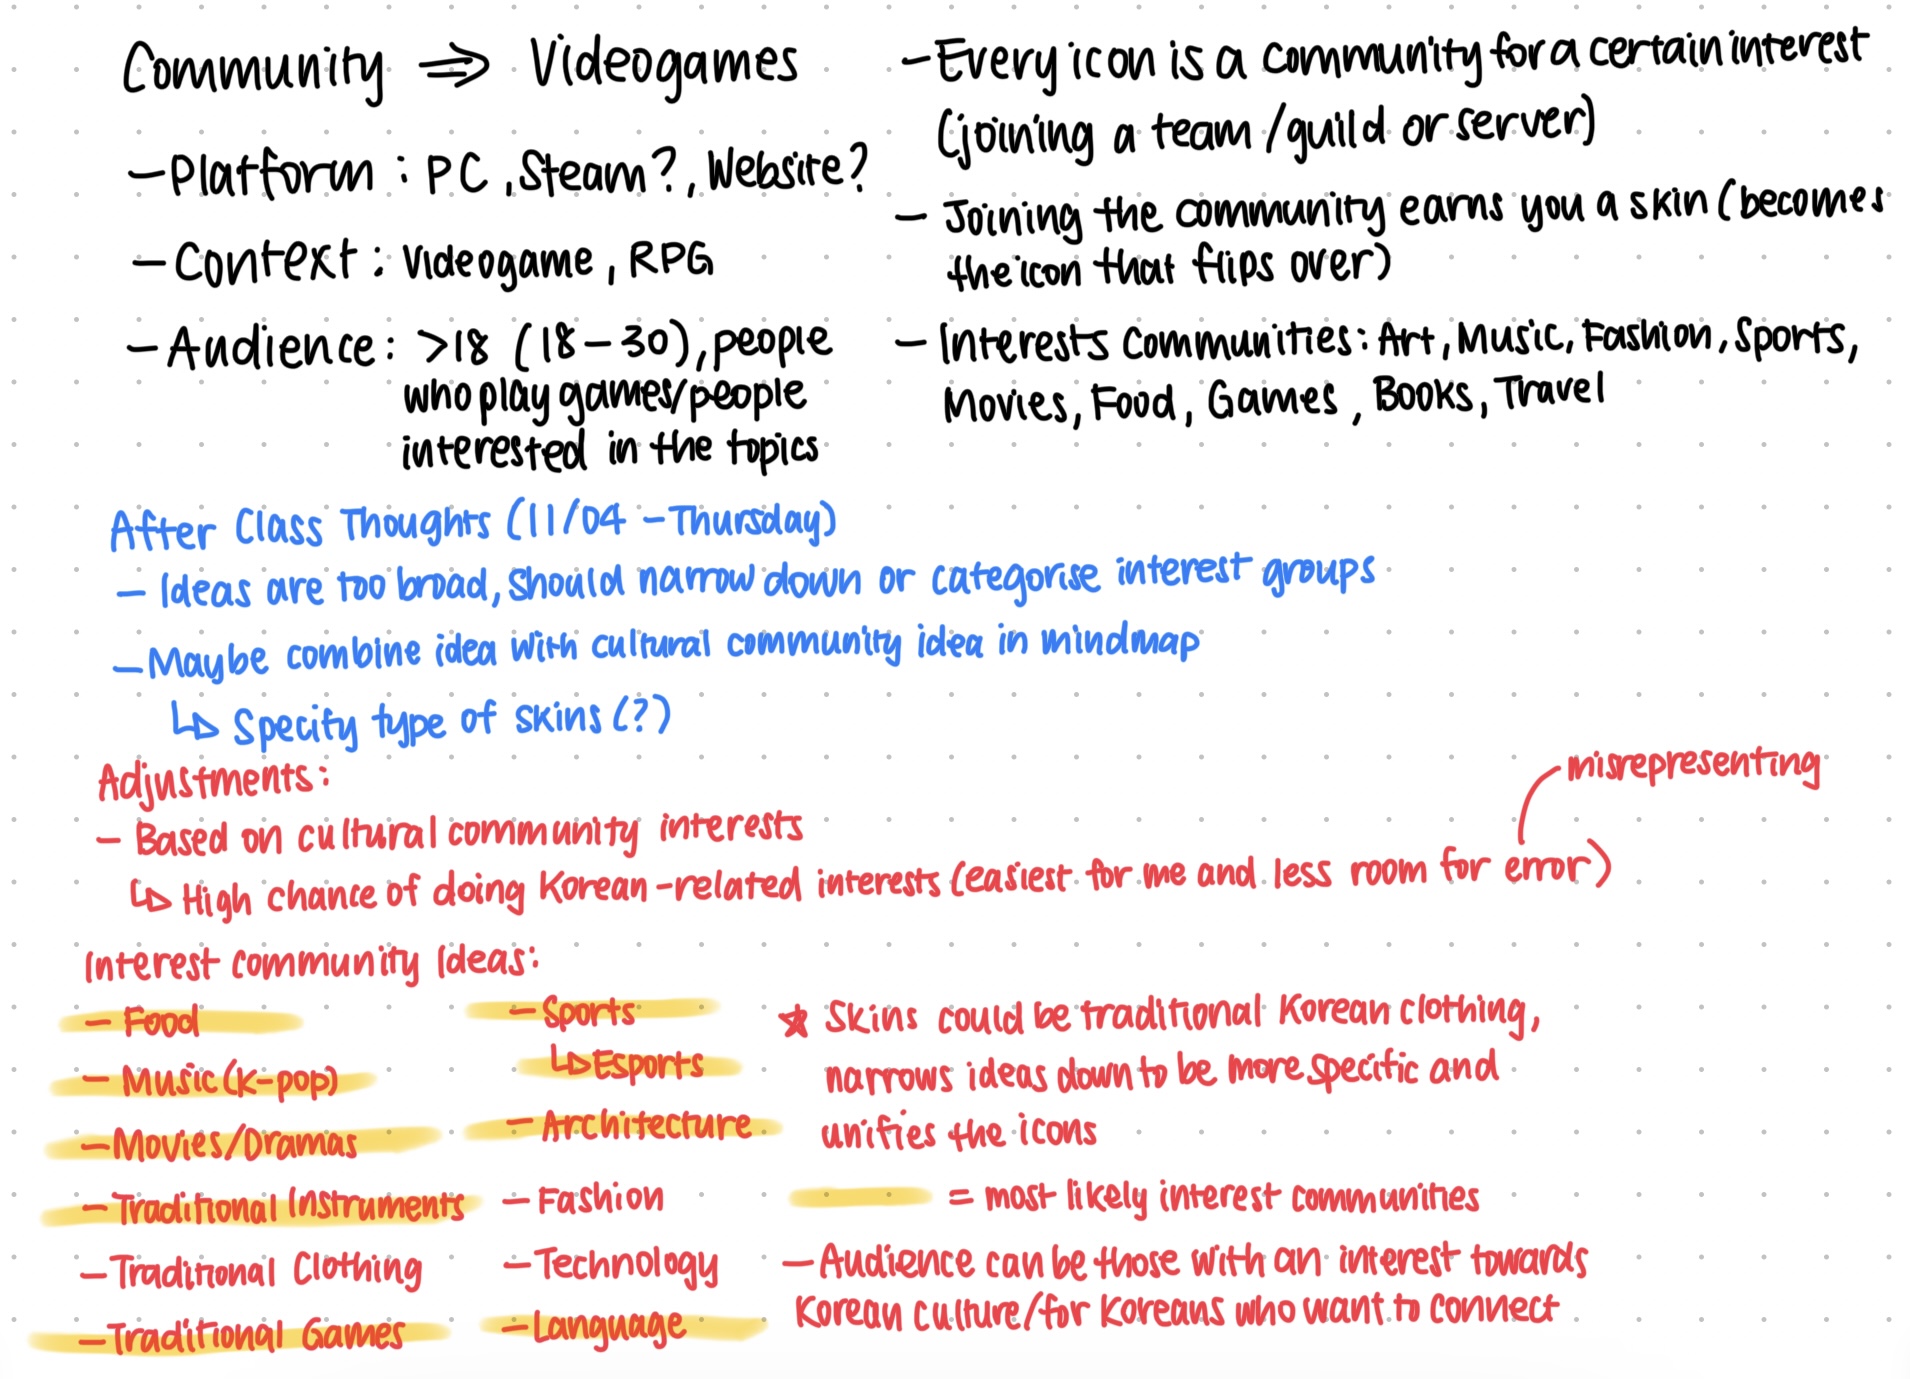 Community ⇒ Videogames
– Platform : PC, Steam?, Website?
– Context : Videogame, RPG
– Audience: >18 (18–30), people
who play games/people
interested in the topics
– Every icon is a community for a certain interest
(joining a team/guild or server)
– Joining the community earns you a skin (becomes
the icon that flips over)
– Interests Communities: Art, Music, Fashion, Sports,
Movies, Food, Games, Books, Travel
After Class Thoughts (11/04 – Thursday)
– Ideas are too broad, should narrow down or categorise interest groups
– Maybe combine idea with cultural community idea in mindmap
↳ Specify type of skins (?)
Adjustments:
– Based on cultural community interests
misrepresenting
↳ High chance of doing Korean-related interests (easiest for me and less room for error)
Interest community Ideas:
– Food
– Music (K-pop)
– Movies/Dramas
– Traditional Instruments
– Traditional Clothing
– Traditional Games
– Sports
↳ Esports
– Architecture
– Fashion
– Technology
– Language
★ Skins could be traditional Korean clothing,
narrows ideas down to be more specific and
unifies the icons
= most likely interest communities
– Audience can be those with an interest towards
Korean culture/for Koreans who want to connect